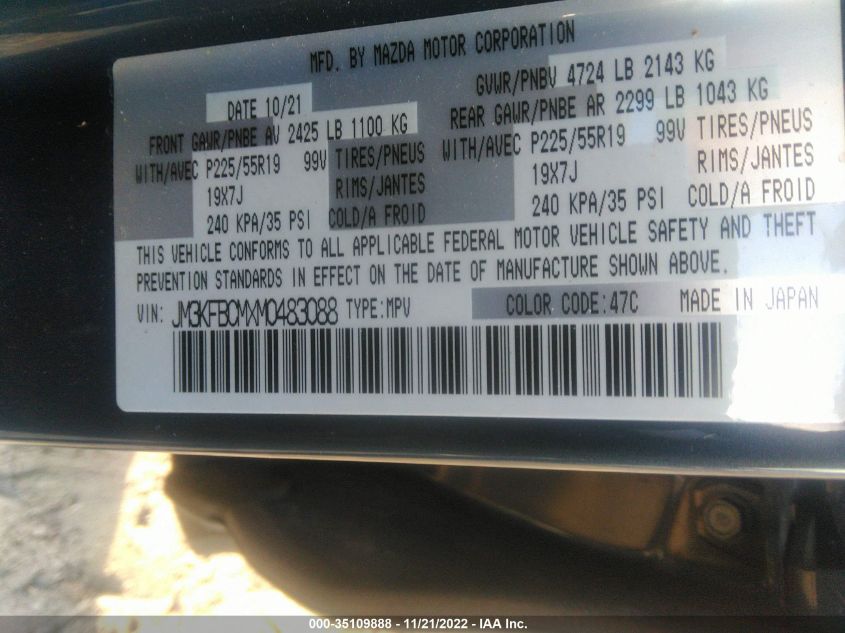 MFD. BY MAZDA MOTOR CORPORATION
DATE 10/21 GVWR/PNBV 4724 LB 2143 KG
FRONT GAWR/PNBE AV 2425 LB 1100 KG REAR GAWR/PNBE AR 2299 LB 1043 KG
WITH/AVEC P225/55R19 99V TIRES/PNEUS WITH/AVEC P225/55R19 99V TIRES/PNEUS
19X7J RIMS/JANTES 19X7J RIMS/JANTES
240 KPA/35 PSI COLD/A FROID 240 KPA/35 PSI COLD/A FROID
THIS VEHICLE CONFORMS TO ALL APPLICABLE FEDERAL MOTOR VEHICLE SAFETY AND THEFT
PREVENTION STANDARDS IN EFFECT ON THE DATE OF MANUFACTURE SHOWN ABOVE.
VIN: JM3KFBCMXM0483088 TYPE:MPV COLOR CODE:47C MADE IN JAPAN
000-35109888 - 11/21/2022 - IAA Inc.